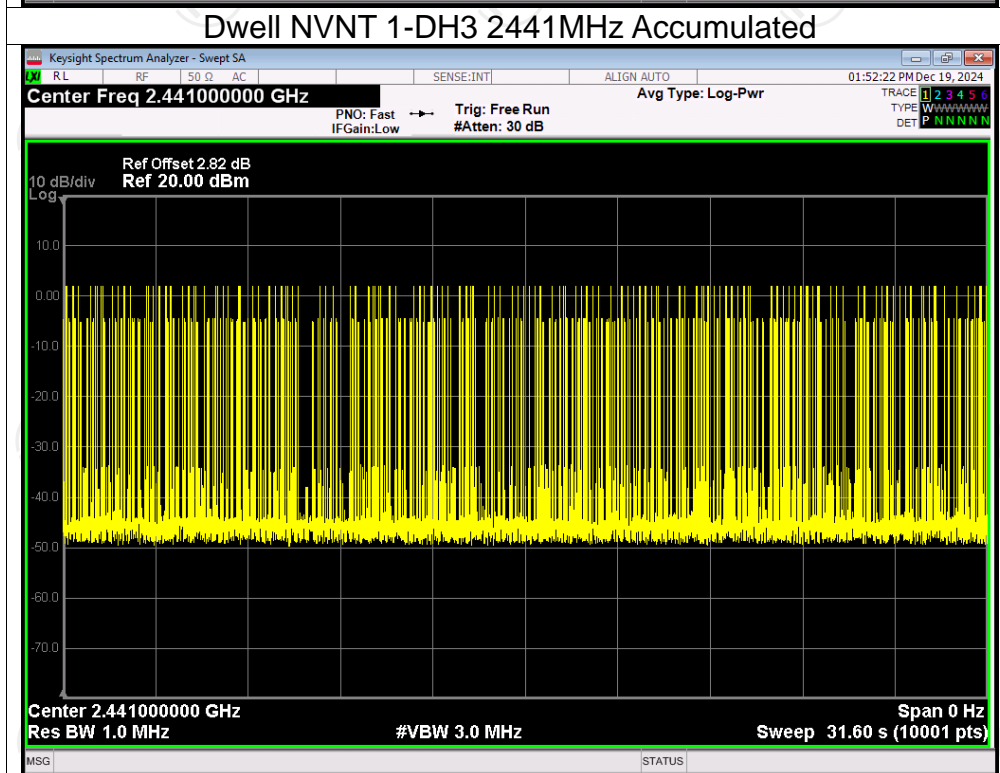 Dwell NVNT 1-DH3 2441MHz Accumulated
Keysight Spectrum Analyzer - Swept SA
LXI RL RF 50 Ω AC SENSE:INT ALIGN AUTO 01:52:22 PM Dec 19, 2024
Center Freq 2.441000000 GHz Avg Type: Log-Pwr TRACE 1 2 3 4 5 6
PNO: Fast Trig: Free Run TYPE WWWWWW
IFGain:Low #Atten: 30 dB DET P N N N N N
Ref Offset 2.82 dB
10 dB/div Ref 20.00 dBm
Log
10.0
0.00
-10.0
-20.0
-30.0
-40.0
-50.0
-60.0
-70.0
Center 2.441000000 GHz Span 0 Hz
Res BW 1.0 MHz #VBW 3.0 MHz Sweep 31.60 s (10001 pts)
MSG STATUS